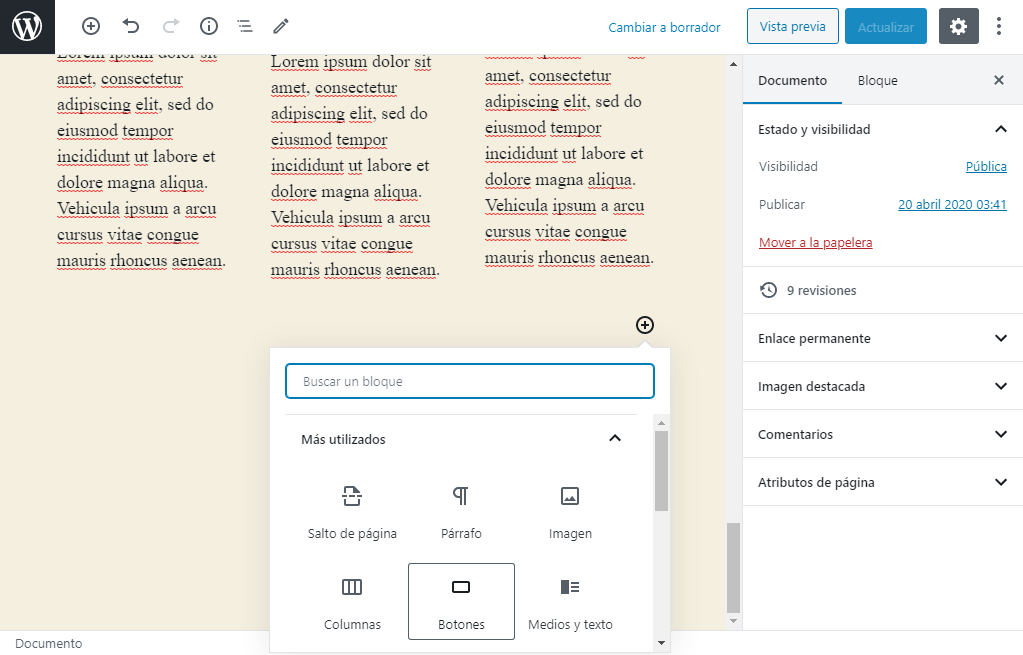 Cambiar a borrador
Vista previa
Actualizar
Lorem ipsum dolor sit
amet, consectetur
adipiscing elit, sed do
eiusmod tempor
incididunt ut labore et
dolore magna aliqua.
Vehicula ipsum a arcu
cursus vitae congue
mauris rhoncus aenean.
Lorem ipsum dolor sit
amet, consectetur
adipiscing elit, sed do
eiusmod tempor
incididunt ut labore et
dolore magna aliqua.
Vehicula ipsum a arcu
cursus vitae congue
mauris rhoncus aenean.
amet, consectetur
adipiscing elit, sed do
eiusmod tempor
incididunt ut labore et
dolore magna aliqua.
Vehicula ipsum a arcu
cursus vitae congue
mauris rhoncus aenean.
Buscar un bloque
Más utilizados
Salto de página
Párrafo
Imagen
Columnas
Botones
Medios y texto
Documento
Bloque
Estado y visibilidad
Visibilidad
Pública
Publicar
20 abril 2020 03:41
Mover a la papelera
9 revisiones
Enlace permanente
Imagen destacada
Comentarios
Atributos de página
Documento